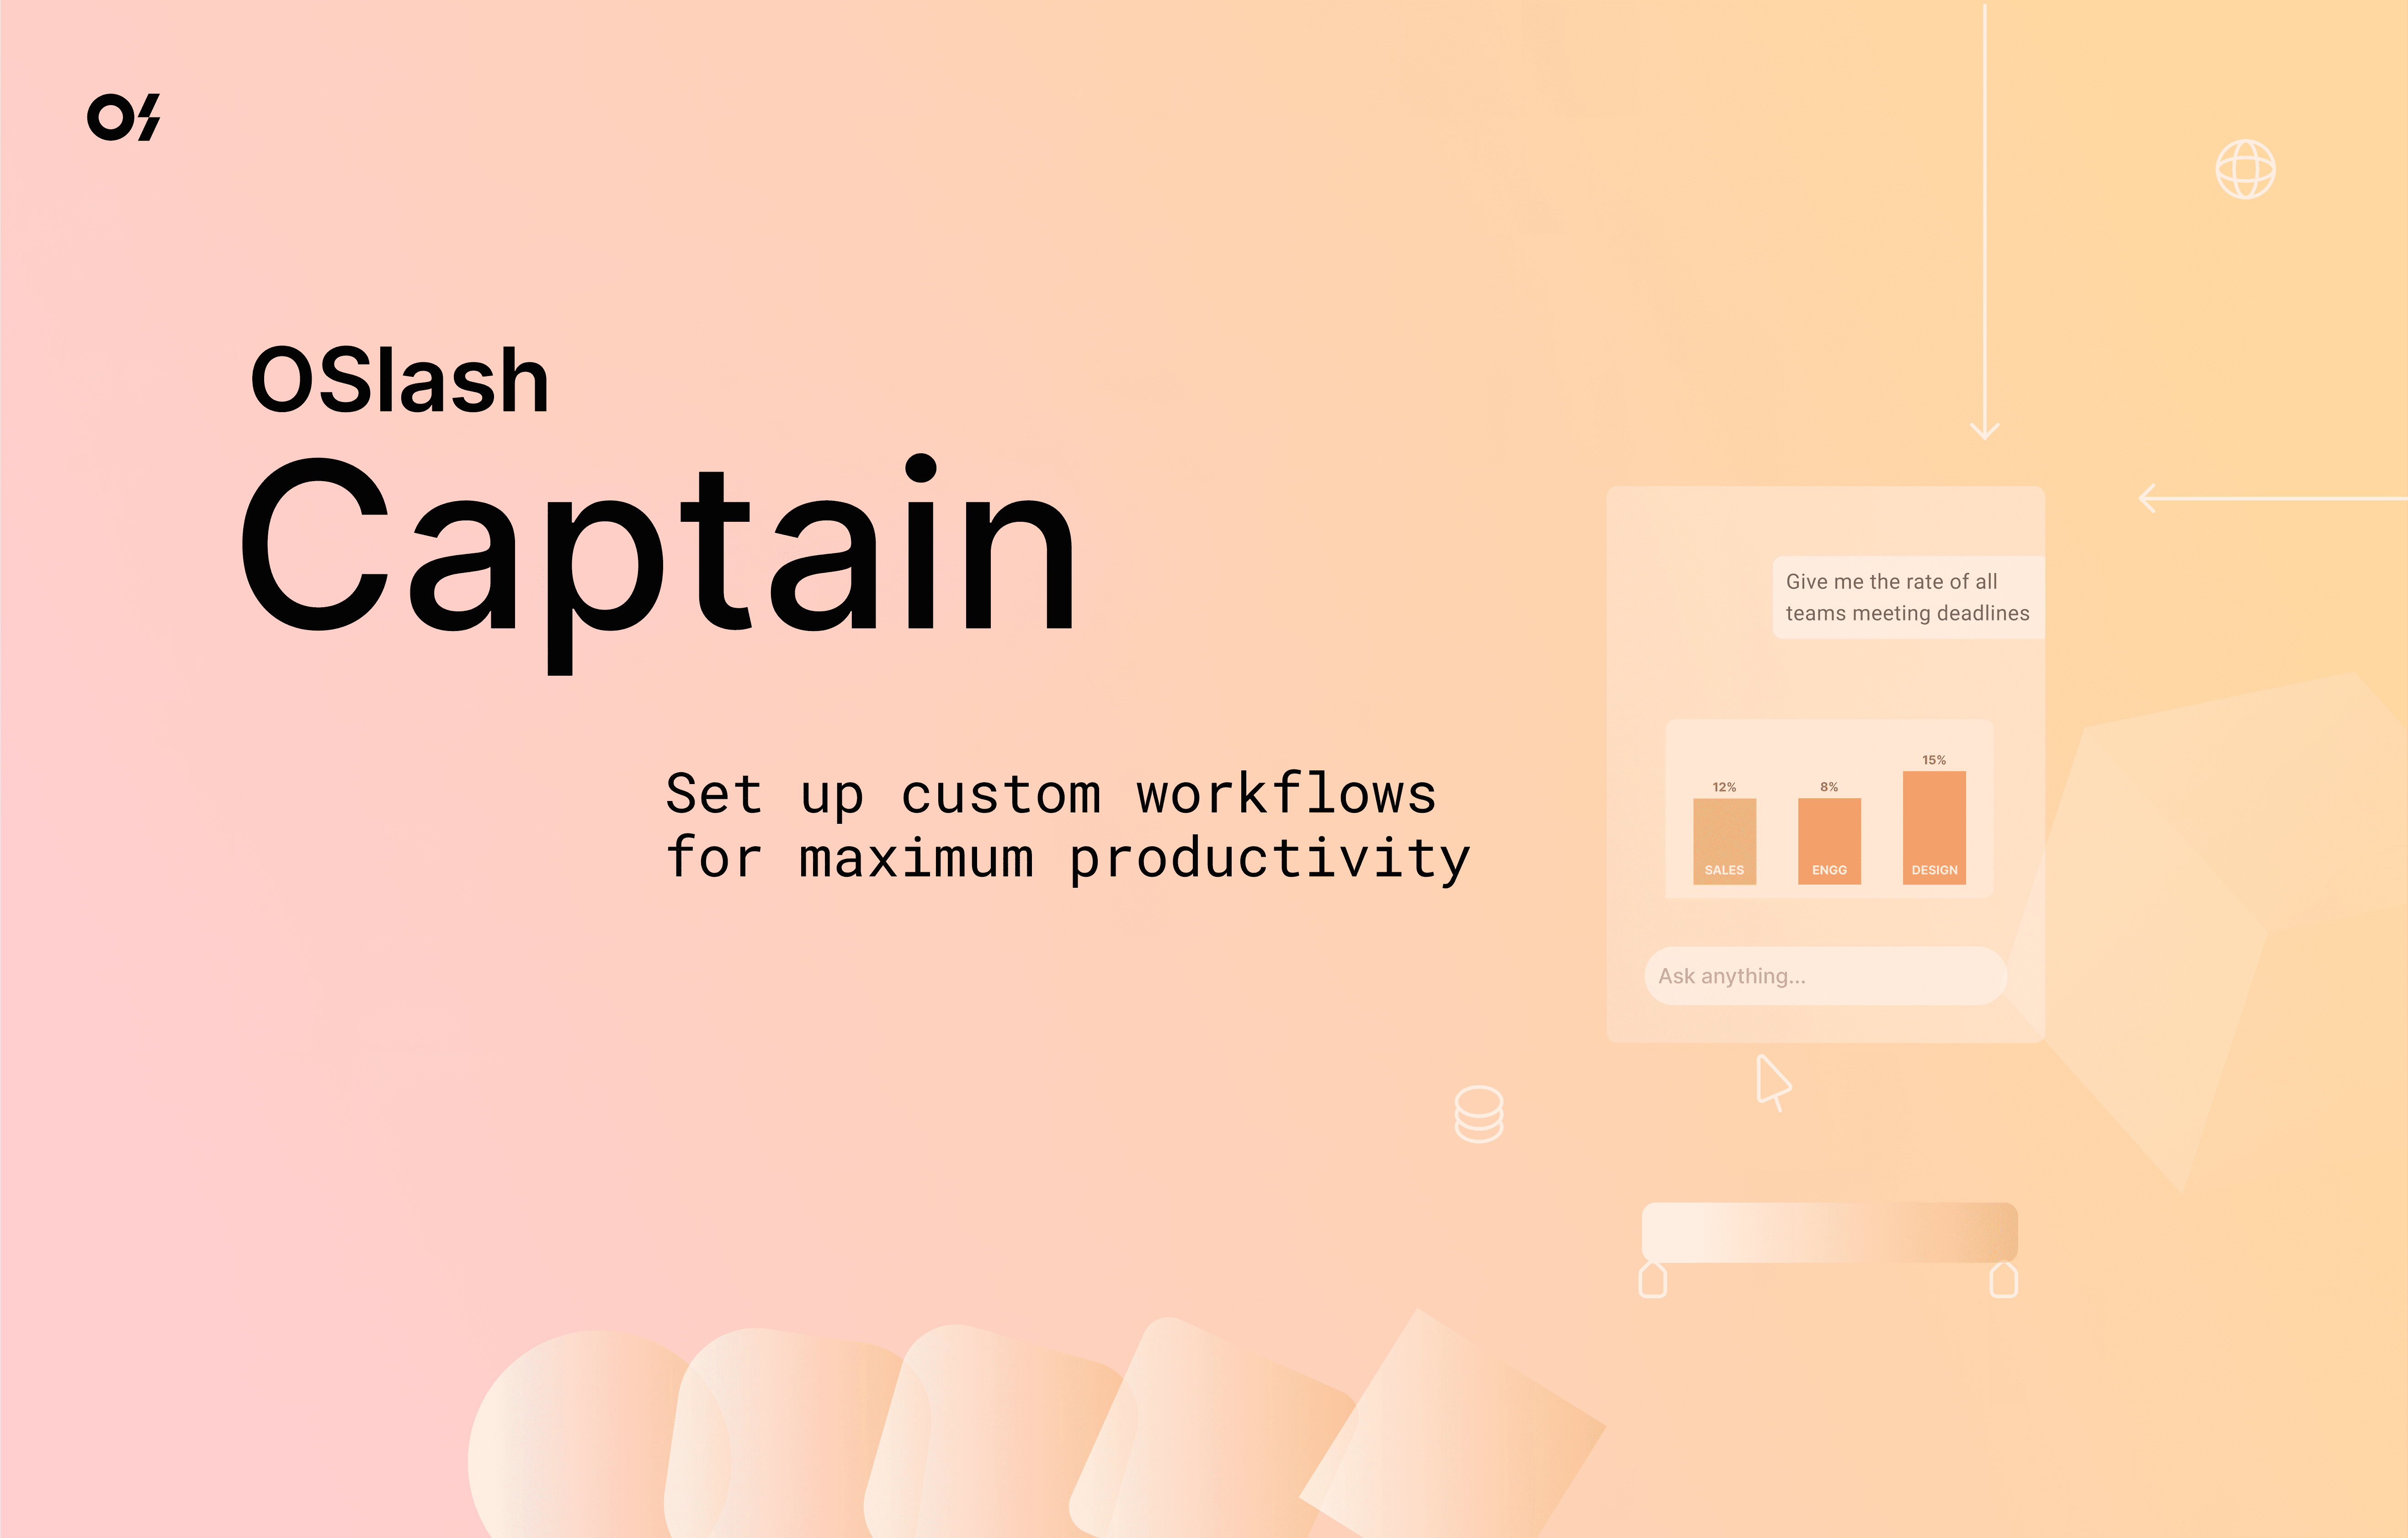 OSlash
Captain
Set up custom workflows
for maximum productivity
Give me the rate of all
teams meeting deadlines
12%
8%
15%
SALES
ENGG
DESIGN
Ask anything...